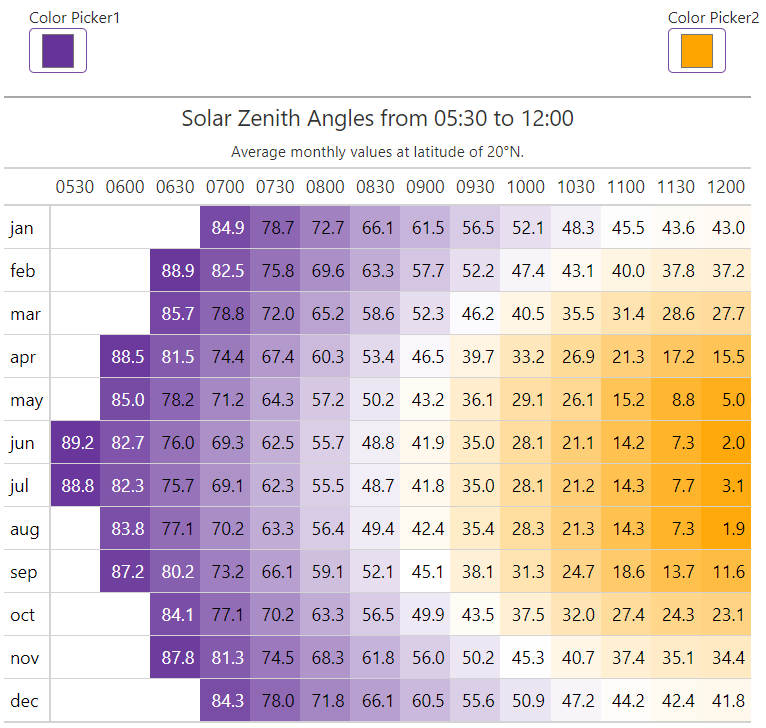 Color Picker1 Color Picker2
Solar Zenith Angles from 05:30 to 12:00
Average monthly values at latitude of 20°N.
0530 0600 0630 0700 0730 0800 0830 0900 0930 1000 1030 1100 1130 1200
jan 84.9 78.7 72.7 66.1 61.5 56.5 52.1 48.3 45.5 43.6 43.0
feb 88.9 82.5 75.8 69.6 63.3 57.7 52.2 47.4 43.1 40.0 37.8 37.2
mar 85.7 78.8 72.0 65.2 58.6 52.3 46.2 40.5 35.5 31.4 28.6 27.7
apr 88.5 81.5 74.4 67.4 60.3 53.4 46.5 39.7 33.2 26.9 21.3 17.2 15.5
may 85.0 78.2 71.2 64.3 57.2 50.2 43.2 36.1 29.1 26.1 15.2 8.8 5.0
jun 89.2 82.7 76.0 69.3 62.5 55.7 48.8 41.9 35.0 28.1 21.1 14.2 7.3 2.0
jul 88.8 82.3 75.7 69.1 62.3 55.5 48.7 41.8 35.0 28.1 21.2 14.3 7.7 3.1
aug 83.8 77.1 70.2 63.3 56.4 49.4 42.4 35.4 28.3 21.3 14.3 7.3 1.9
sep 87.2 80.2 73.2 66.1 59.1 52.1 45.1 38.1 31.3 24.7 18.6 13.7 11.6
oct 84.1 77.1 70.2 63.3 56.5 49.9 43.5 37.5 32.0 27.4 24.3 23.1
nov 87.8 81.3 74.5 68.3 61.8 56.0 50.2 45.3 40.7 37.4 35.1 34.4
dec 84.3 78.0 71.8 66.1 60.5 55.6 50.9 47.2 44.2 42.4 41.8